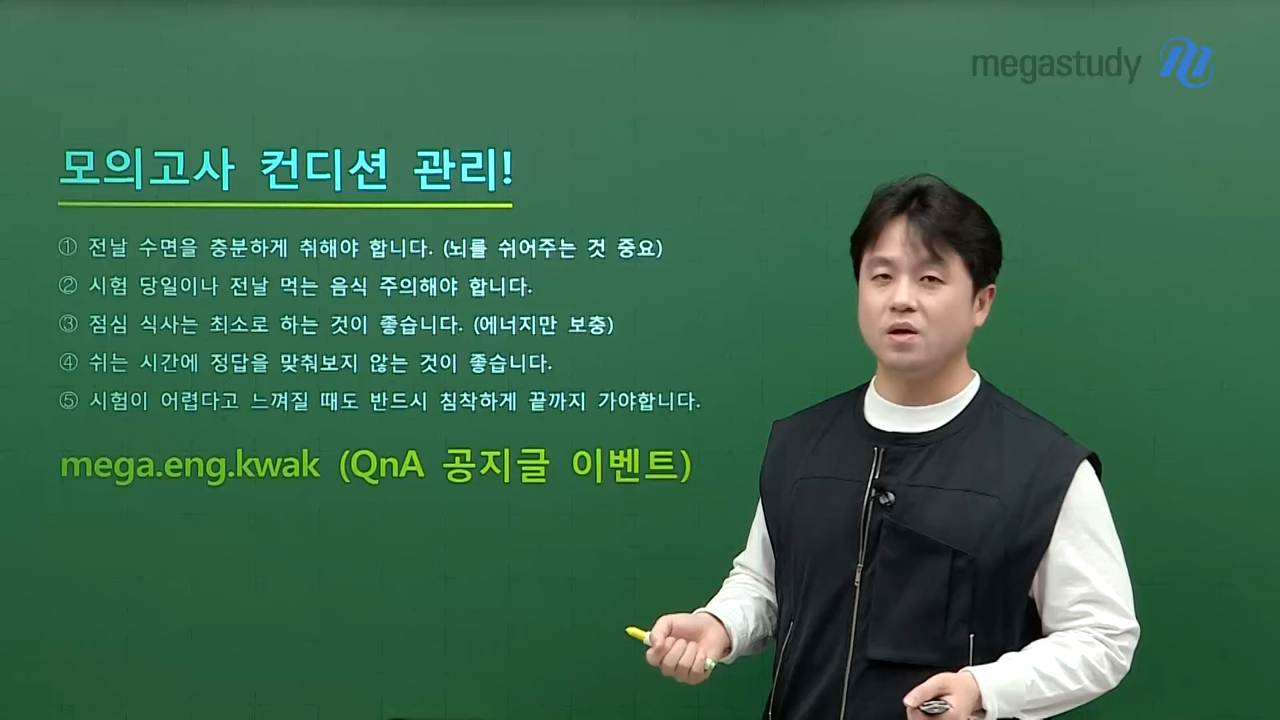 megastudy
모의고사 컨디션 관리!
① 전날 수면을 충분하게 취해야 합니다. (뇌를 쉬어주는 것 중요)
② 시험 당일이나 전날 먹는 음식 주의해야 합니다.
③ 점심 식사는 최소로 하는 것이 좋습니다. (에너지만 보충)
④ 쉬는 시간에 정답을 맞춰보지 않는 것이 좋습니다.
⑤ 시험이 어렵다고 느껴질 때도 반드시 침착하게 끝까지 가야합니다.
mega.eng.kwak (QnA 공지글 이벤트)